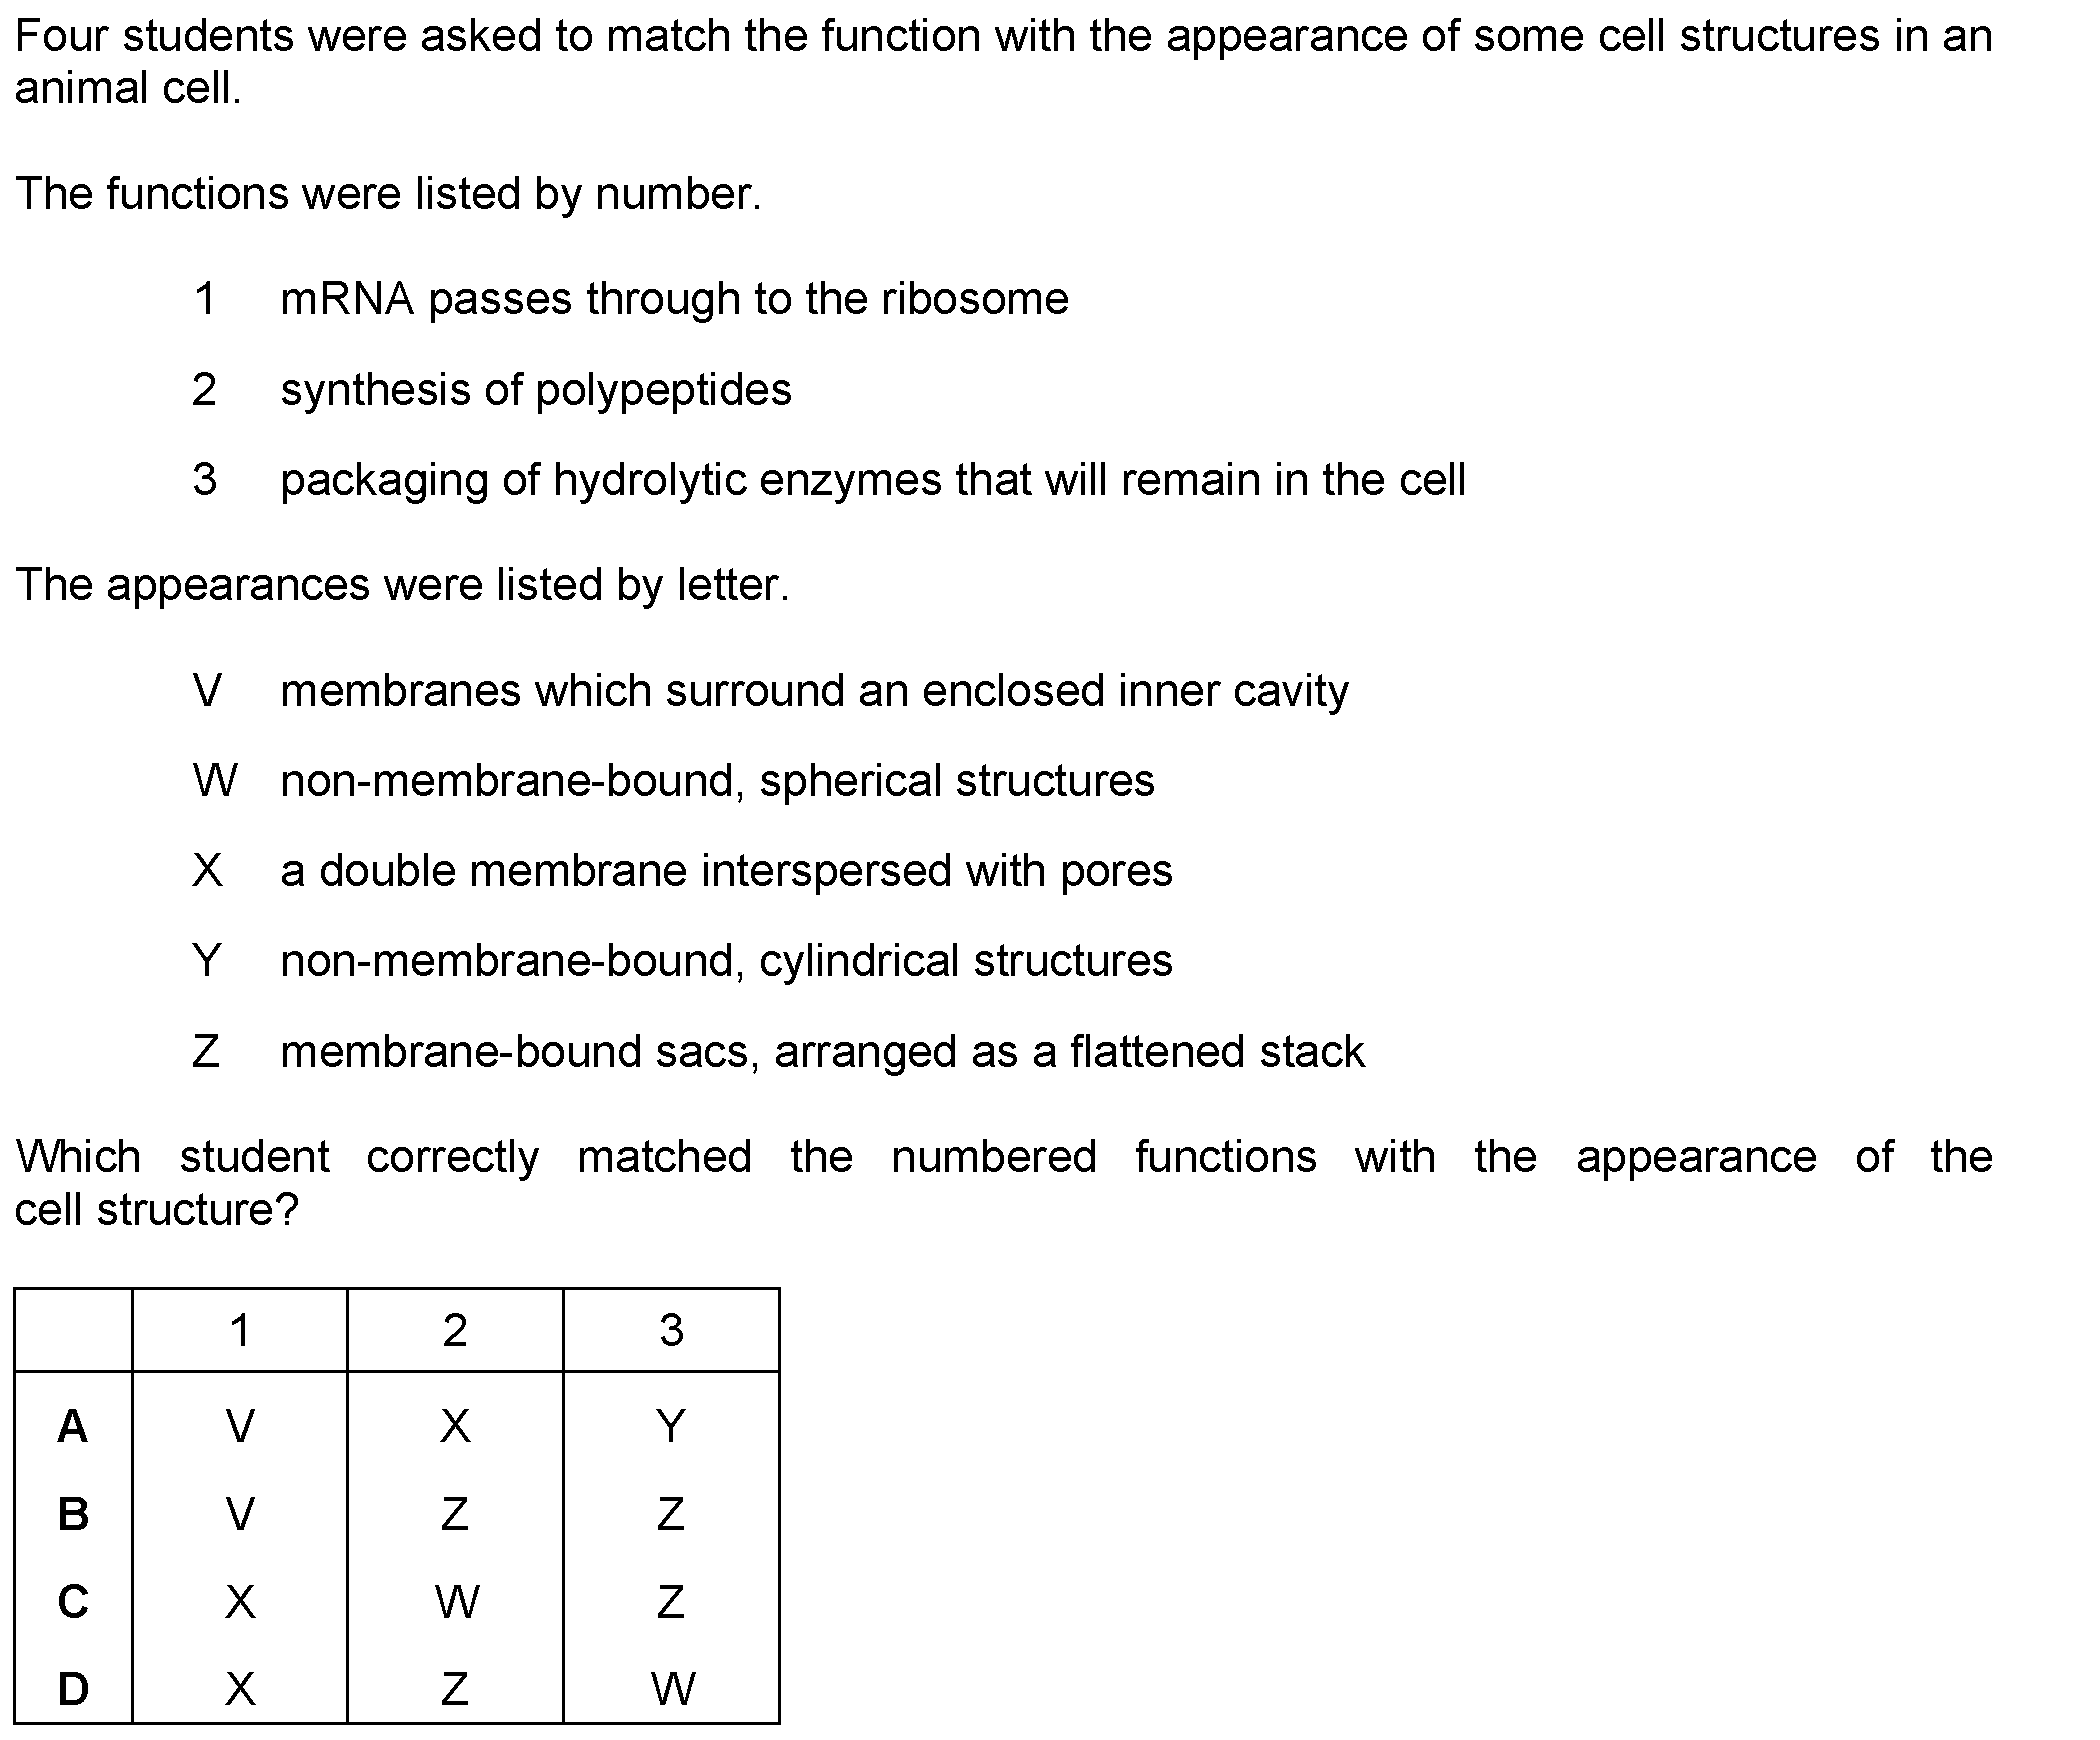 Four students were asked to match the function with the appearance of some cell structures in an
animal cell.
The functions were listed by number.
1 mRNA passes through to the ribosome
2 synthesis of polypeptides
3 packaging of hydrolytic enzymes that will remain in the cell
The appearances were listed by letter.
V membranes which surround an enclosed inner cavity
W non-membrane-bound, spherical structures
X a double membrane interspersed with pores
Y non-membrane-bound, cylindrical structures
Z membrane-bound sacs, arranged as a flattened stack
Which student correctly matched the numbered functions with the appearance of the
cell structure?
1 2 3
A V X Y
B V Z Z
C X W Z
D X Z W